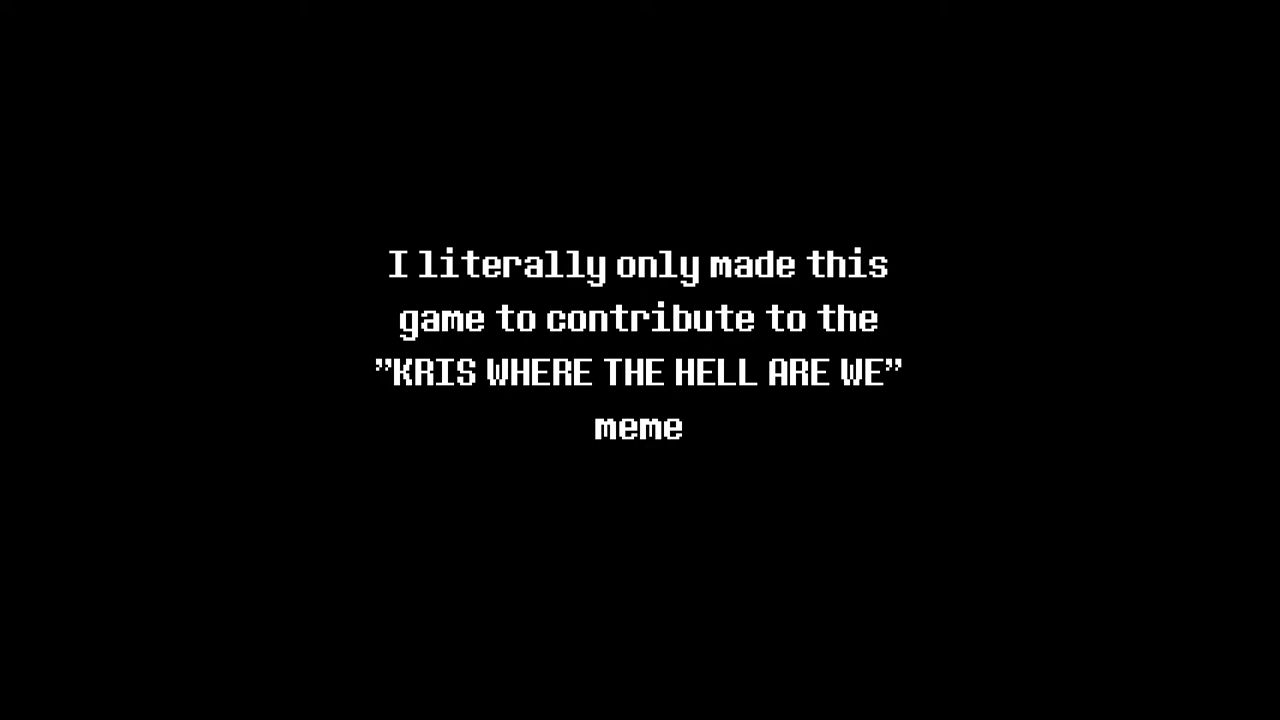 I literally only made this
game to contribute to the
"KRIS WHERE THE HELL ARE WE"
meme